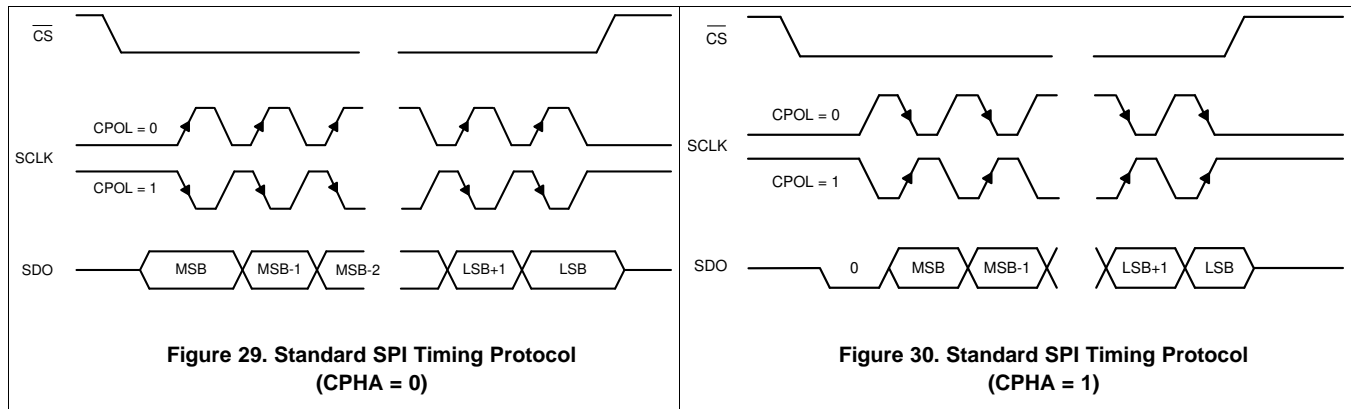 CS
CPOL = 0
SCLK
CPOL = 1
SDO
MSB
MSB-1
MSB-2
LSB+1
LSB
Figure 29. Standard SPI Timing Protocol
(CPHA = 0)
CS
CPOL = 0
SCLK
CPOL = 1
SDO
0
MSB
MSB-1
LSB+1
LSB
Figure 30. Standard SPI Timing Protocol
(CPHA = 1)